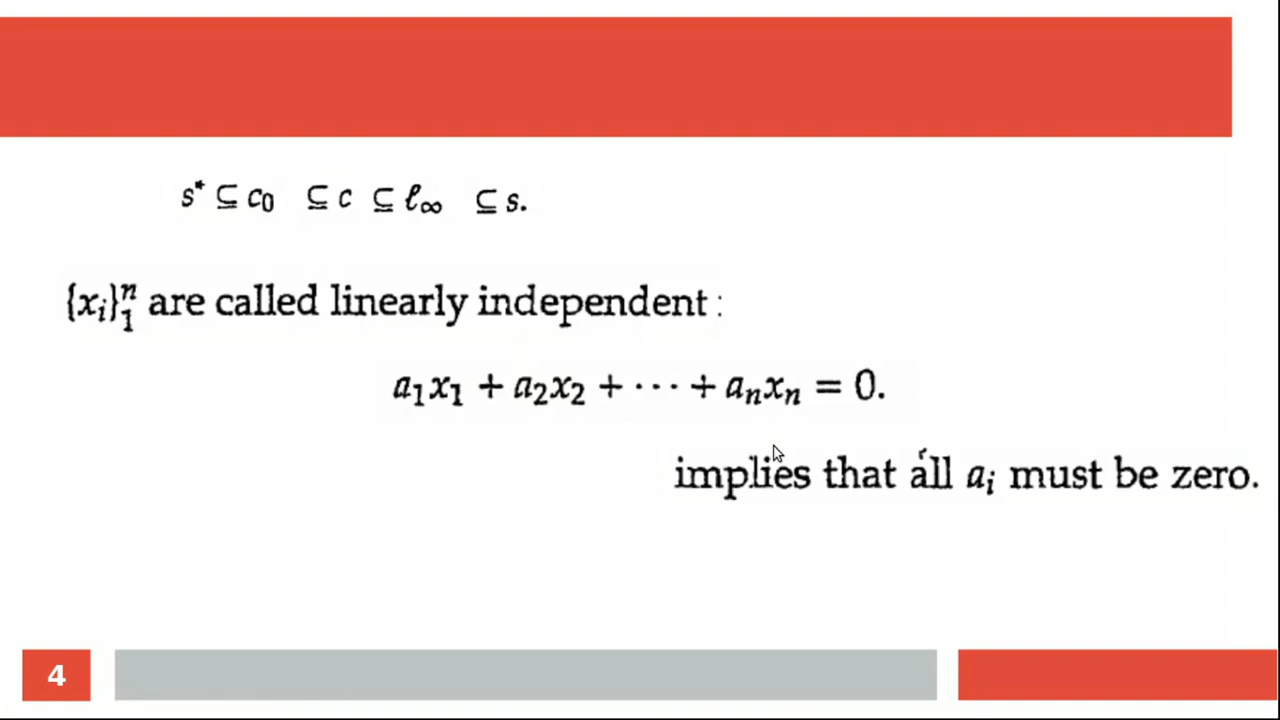 s* ⊆ c₀ ⊆ c ⊆ ℓ∞ ⊆ s.
{xᵢ}₁ⁿ are called linearly independent :
a₁x₁ + a₂x₂ + ··· + aₙxₙ = 0.
implies that all aᵢ must be zero.
4